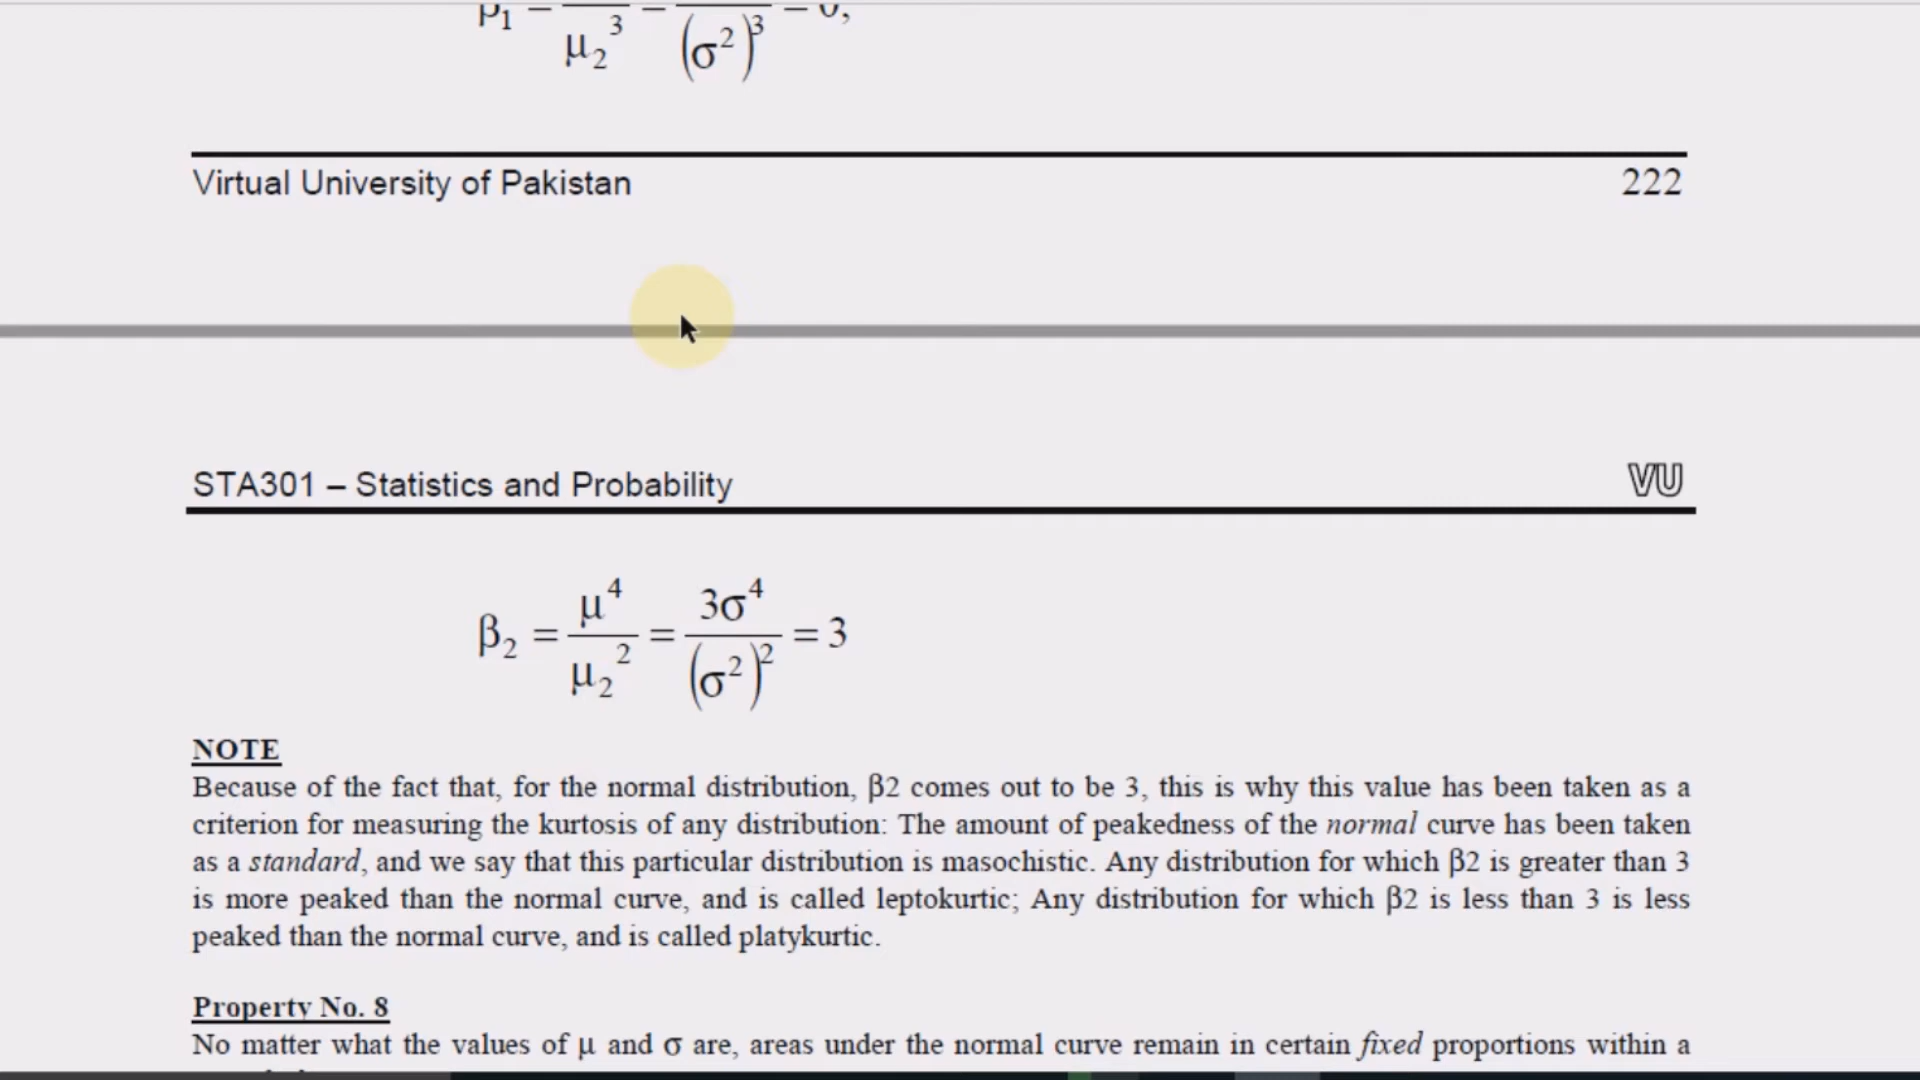 β₁ = — = — = 0,
μ₂³ (σ²)³
Virtual University of Pakistan 222
STA301 – Statistics and Probability VU
β₂ = μ⁴ / μ₂² = 3σ⁴ / (σ²)² = 3
NOTE
Because of the fact that, for the normal distribution, β2 comes out to be 3, this is why this value has been taken as a
criterion for measuring the kurtosis of any distribution: The amount of peakedness of the normal curve has been taken
as a standard, and we say that this particular distribution is masochistic. Any distribution for which β2 is greater than 3
is more peaked than the normal curve, and is called leptokurtic; Any distribution for which β2 is less than 3 is less
peaked than the normal curve, and is called platykurtic.
Property No. 8
No matter what the values of μ and σ are, areas under the normal curve remain in certain fixed proportions within a